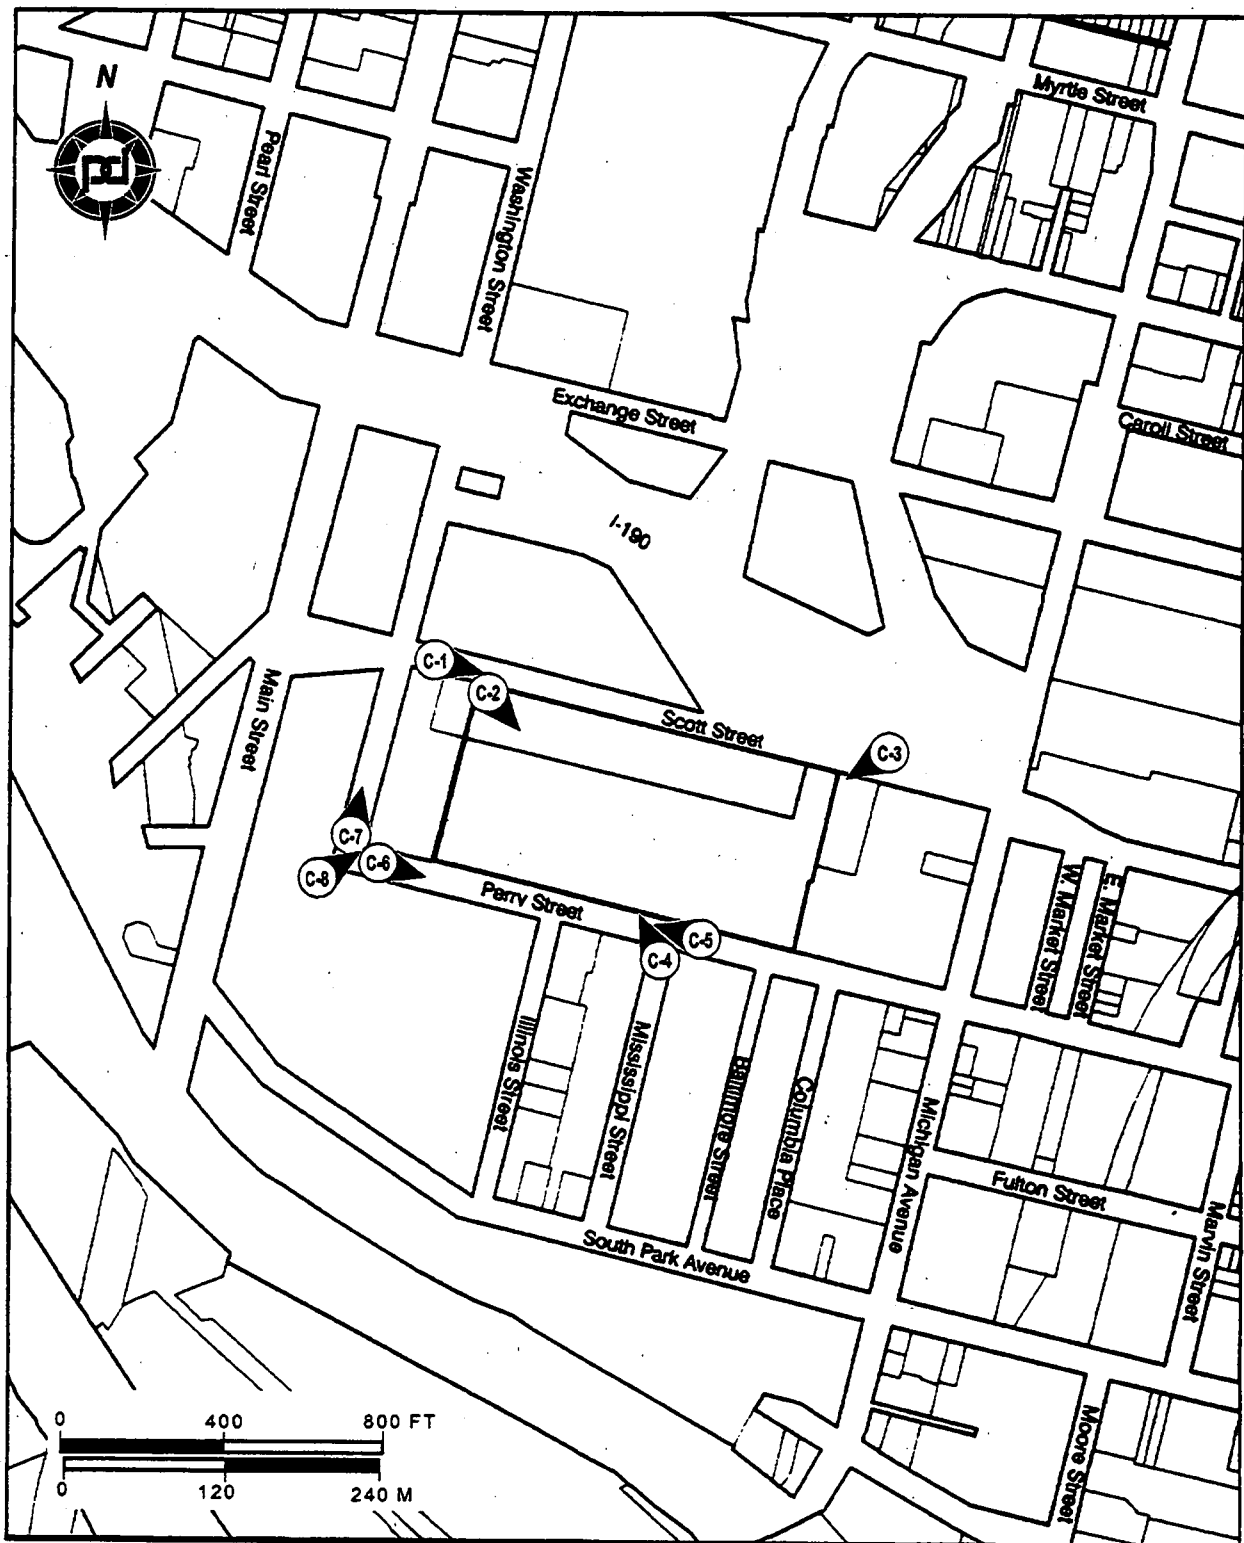 Myrtle Street
N
Pearl Street
Washington Street
Exchange Street
Caroll Street
I-190
C-1
C-2
Main Street
Scott Street
C-3
C-7
C-6
C-8
Perry Street
C-5
C-4
W. Market Street
E. Market Street
Illinois Street
Mississippi Street
Baltimore Street
Columbia Place
Michigan Avenue
Fulton Street
Marvin Street
South Park Avenue
Moore Street
0 400 800 FT
0 120 240 M